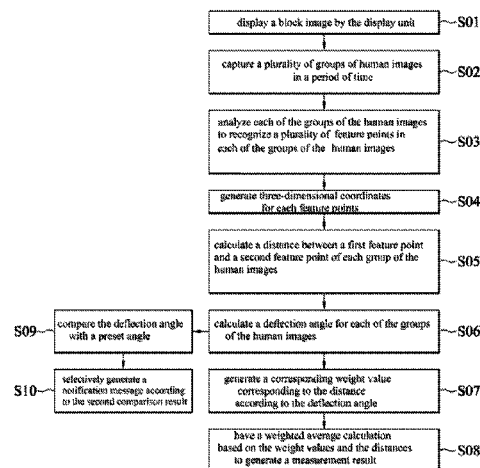 display a block image by the display unit
S01
capture a plurality of groups of human images
in a period of time
S02
analyze each of the groups of the human images
to recognize a plurality of feature points in
each of the groups of the human images
S03
generate three-dimensional coordinates
for each feature points
S04
calculate a distance between a first feature point
and a second feature point of each group of the
human images
S05
S09
compare the deflection angle
with a preset angle
calculate a deflection angle for each of the groups
of the human images
S06
S10
selectively generate a
notification message according
to the second comparison result
generate a corresponding weight value
corresponding to the distance
according to the deflection angle
S07
have a weighted average calculation
based on the weight values and the distances
to generate a measurement result
S08